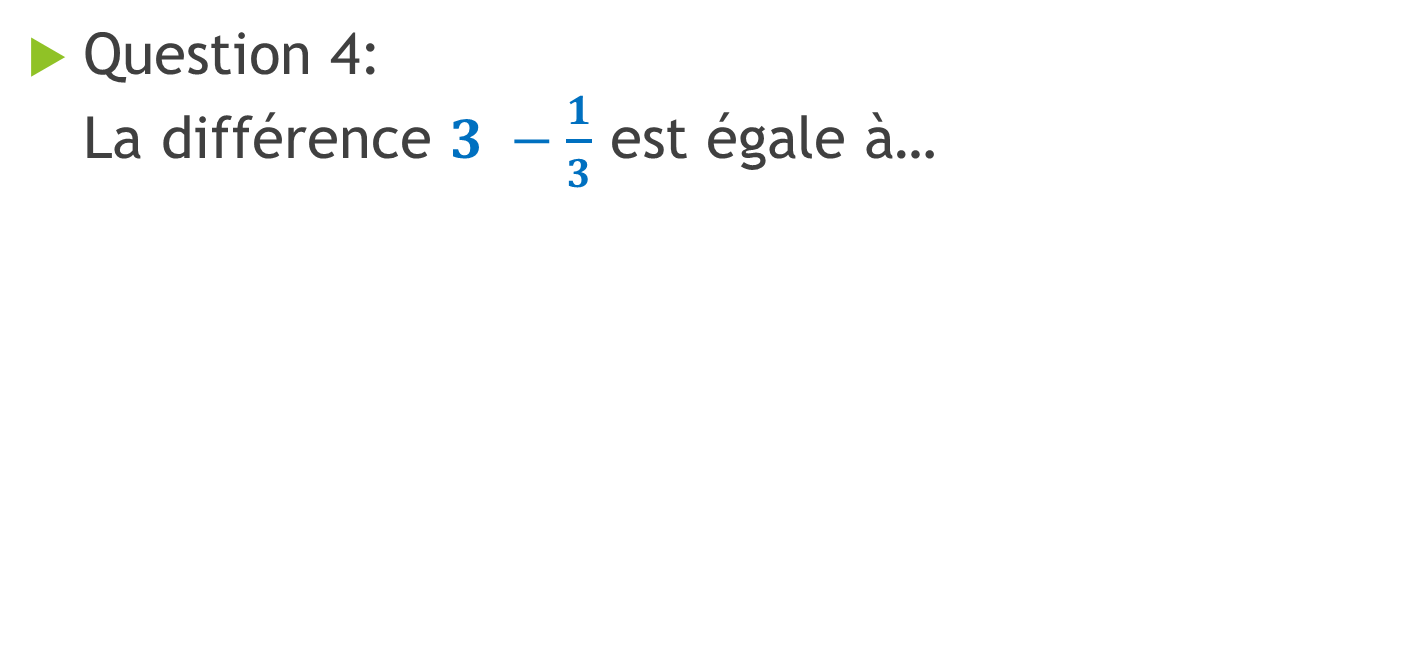 Question 4:
La différence 3 − 1/3 est égale à...